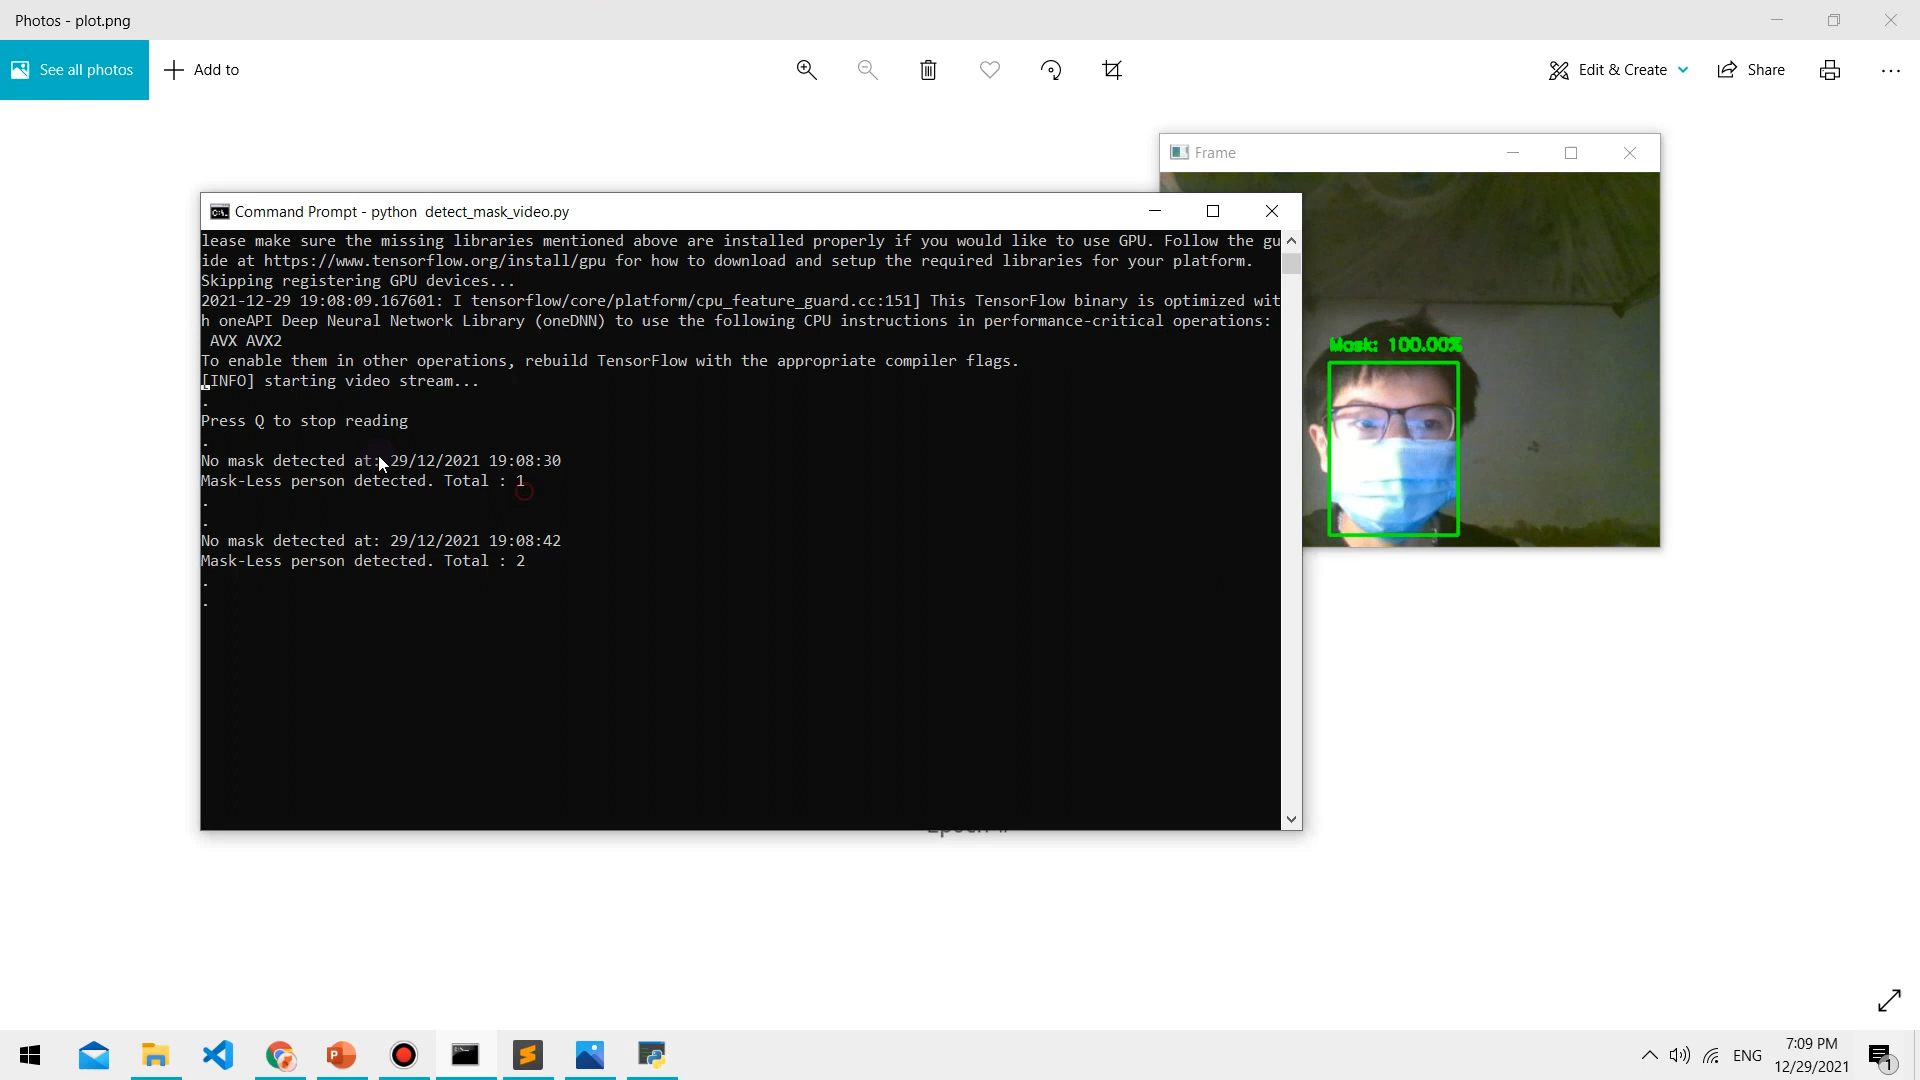 Photos - plot.png
See all photos
Add to
Edit & Create
Share
Frame
Command Prompt - python detect_mask_video.py
lease make sure the missing libraries mentioned above are installed properly if you would like to use GPU. Follow the gu
ide at https://www.tensorflow.org/install/gpu for how to download and setup the required libraries for your platform.
Skipping registering GPU devices...
2021-12-29 19:08:09.167601: I tensorflow/core/platform/cpu_feature_guard.cc:151] This TensorFlow binary is optimized wit
h oneAPI Deep Neural Network Library (oneDNN) to use the following CPU instructions in performance-critical operations:
AVX AVX2
To enable them in other operations, rebuild TensorFlow with the appropriate compiler flags.
[INFO] starting video stream...
.
Press Q to stop reading
.
No mask detected at: 29/12/2021 19:08:30
Mask-Less person detected. Total : 1
.
.
No mask detected at: 29/12/2021 19:08:42
Mask-Less person detected. Total : 2
.
.
Mask: 100.00%
ENG
7:09 PM
12/29/2021
1